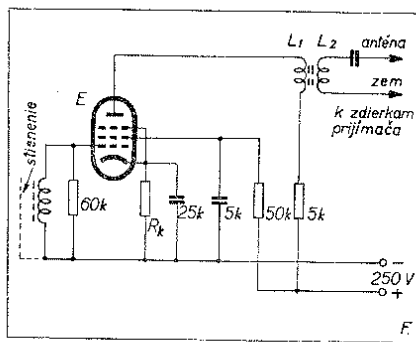 L₁ L₂
anténa
zem
k zdierkam
prijímača
E
stienenie
60k
Rₖ
25k
5k
50k
5k
−
250 V
+
F.